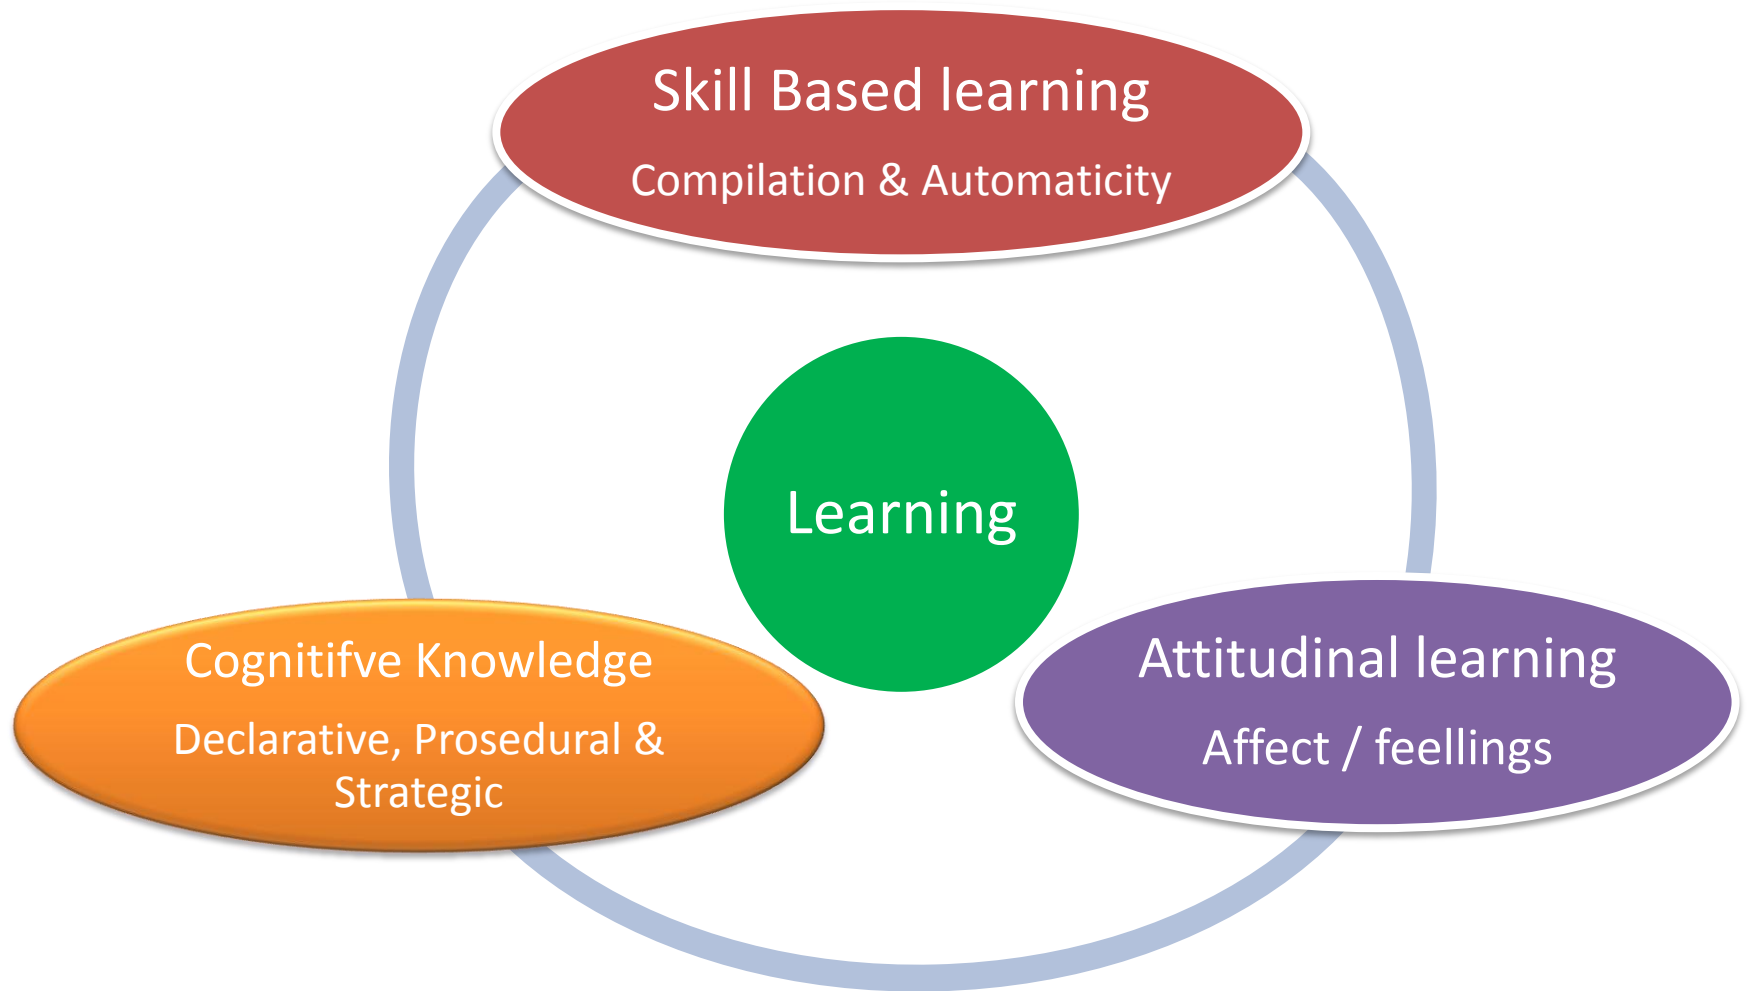 Skill Based learning
Compilation & Automaticity
Learning
Cognitifve Knowledge
Declarative, Prosedural &
Strategic
Attitudinal learning
Affect / feellings